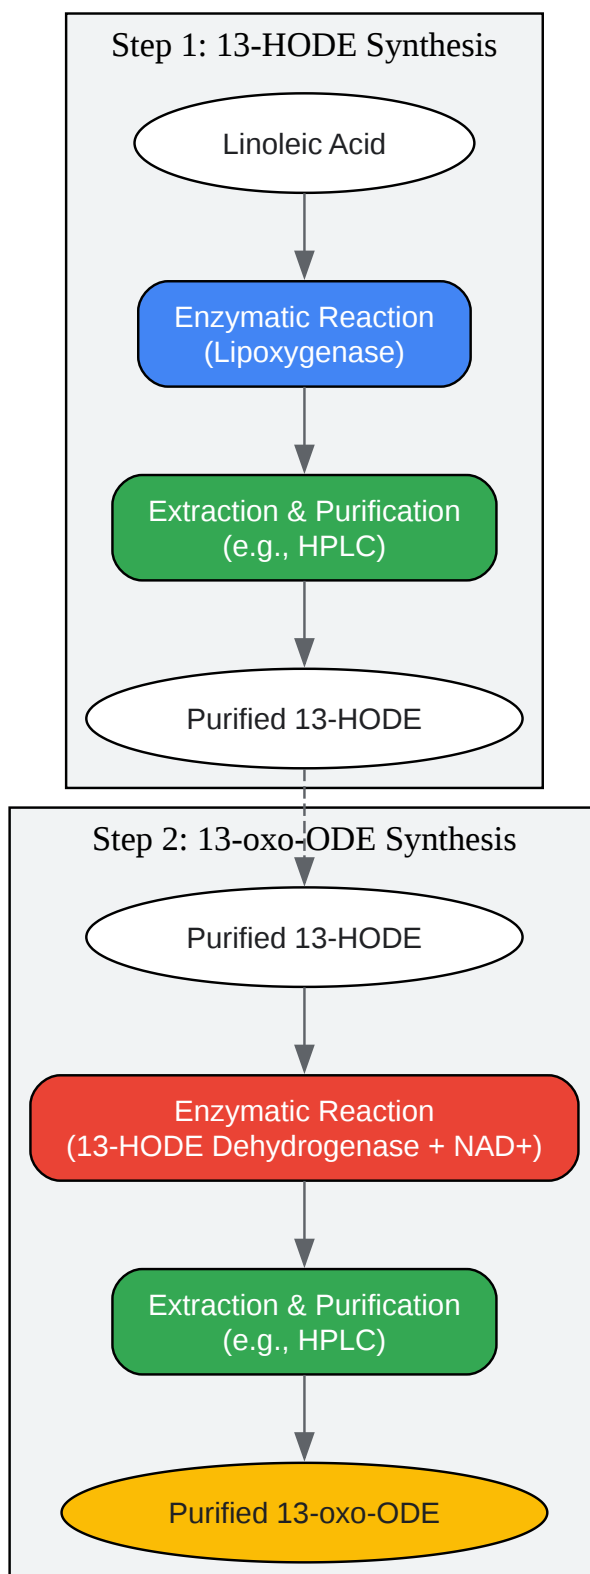 Step 1: 13-HODE Synthesis
Linoleic Acid
Enzymatic Reaction
(Lipoxygenase)
Extraction & Purification
(e.g., HPLC)
Purified 13-HODE
Step 2: 13-oxo-ODE Synthesis
Purified 13-HODE
Enzymatic Reaction
(13-HODE Dehydrogenase + NAD+)
Extraction & Purification
(e.g., HPLC)
Purified 13-oxo-ODE